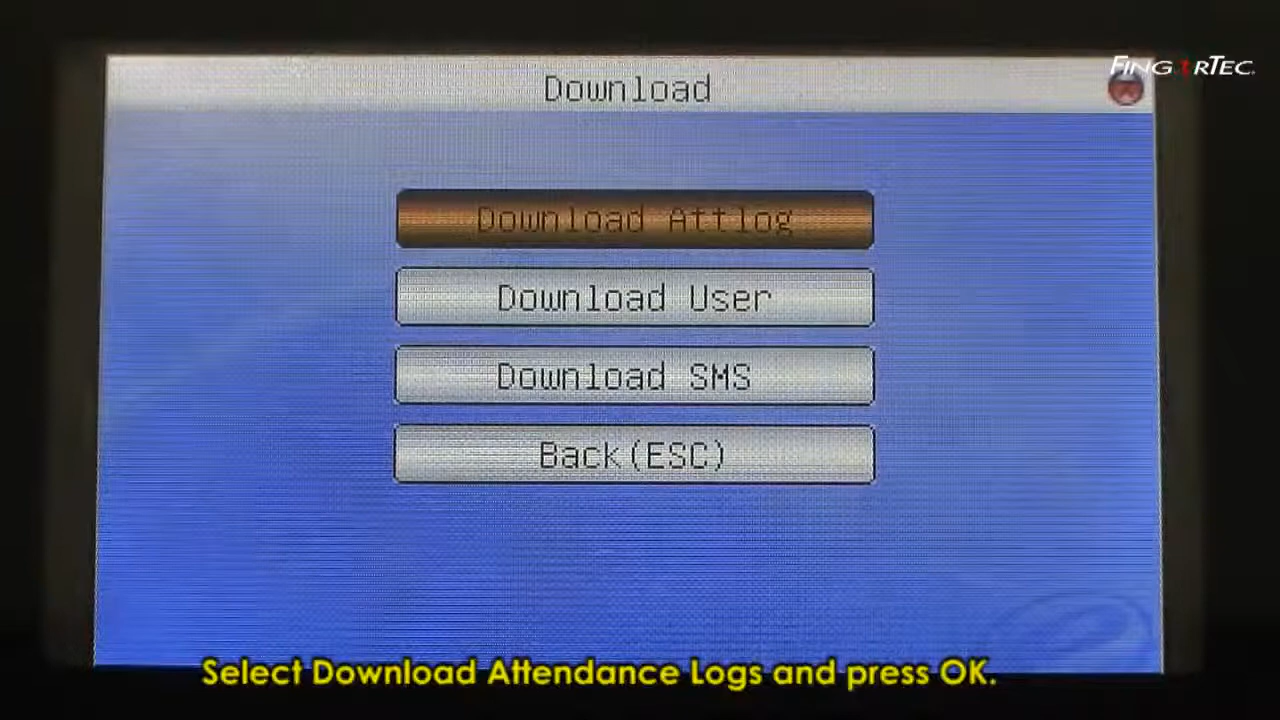 FINGERTEC.
Download
Download Attlog
Download User
Download SMS
Back(ESC)
Select Download Attendance Logs and press OK.